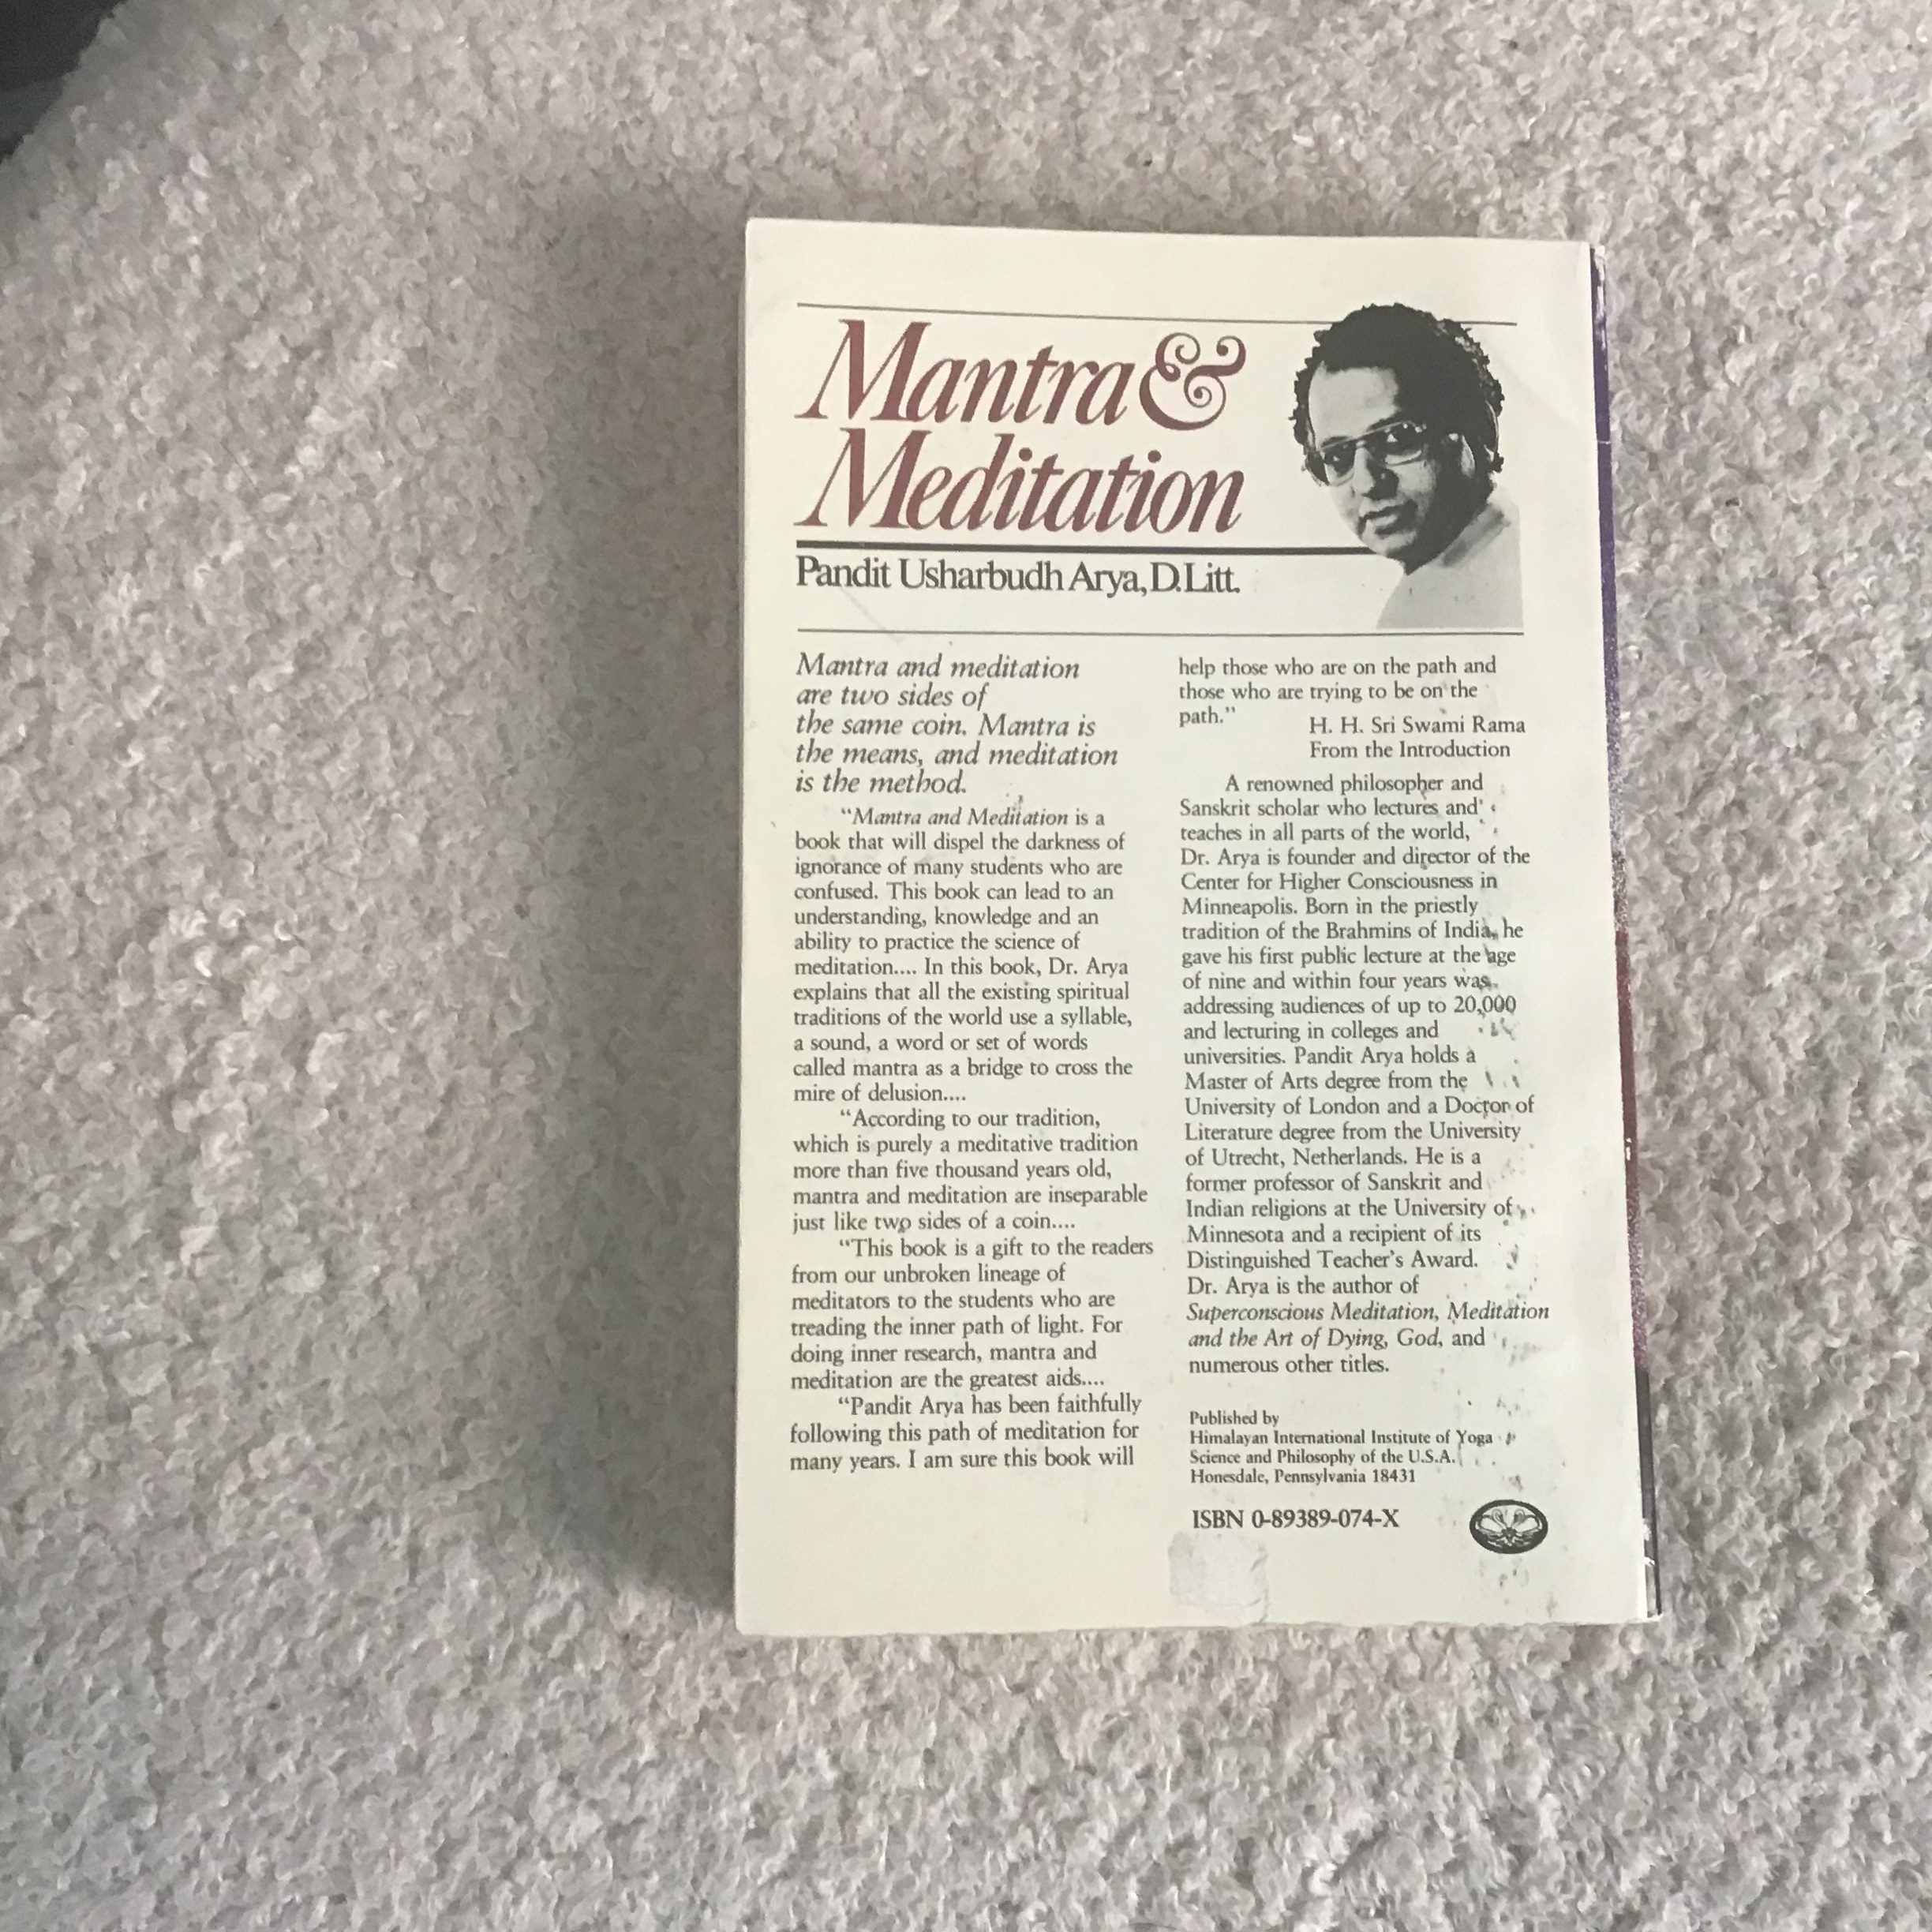 Mantra &
Meditation
Pandit Usharbudh Arya, D.Litt.
Mantra and meditation
are two sides of
the same coin. Mantra is
the means, and meditation
is the method.
“Mantra and Meditation is a
book that will dispel the darkness of
ignorance of many students who are
confused. This book can lead to an
understanding, knowledge and an
ability to practice the science of
meditation.... In this book, Dr. Arya
explains that all the existing spiritual
traditions of the world use a syllable,
a sound, a word or set of words
called mantra as a bridge to cross the
mire of delusion....
“According to our tradition,
which is purely a meditative tradition
more than five thousand years old,
mantra and meditation are inseparable
just like two sides of a coin....
“This book is a gift to the readers
from our unbroken lineage of
meditators to the students who are
treading the inner path of light. For
doing inner research, mantra and
meditation are the greatest aids....
“Pandit Arya has been faithfully
following this path of meditation for
many years. I am sure this book will
help those who are on the path and
those who are trying to be on the
path.”
H. H. Sri Swami Rama
From the Introduction
A renowned philosopher and
Sanskrit scholar who lectures and
teaches in all parts of the world,
Dr. Arya is founder and director of the
Center for Higher Consciousness in
Minneapolis. Born in the priestly
tradition of the Brahmins of India, he
gave his first public lecture at the age
of nine and within four years was
addressing audiences of up to 20,000
and lecturing in colleges and
universities. Pandit Arya holds a
Master of Arts degree from the
University of London and a Doctor of
Literature degree from the University
of Utrecht, Netherlands. He is a
former professor of Sanskrit and
Indian religions at the University of
Minnesota and a recipient of its
Distinguished Teacher's Award.
Dr. Arya is the author of
Superconscious Meditation, Meditation
and the Art of Dying, God, and
numerous other titles.
Published by
Himalayan International Institute of Yoga
Science and Philosophy of the U.S.A.
Honesdale, Pennsylvania 18431
ISBN 0-89389-074-X